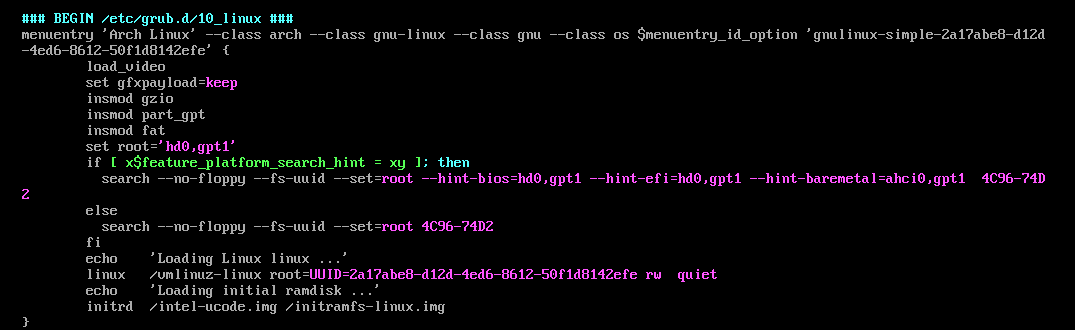 ### BEGIN /etc/grub.d/10_linux ###
menuentry 'Arch Linux' --class arch --class gnu-linux --class gnu --class os $menuentry_id_option 'gnulinux-simple-2a17abe8-d12d
-4ed6-8612-50f1d8142efe' {
        load_video
        set gfxpayload=keep
        insmod gzio
        insmod part_gpt
        insmod fat
        set root='hd0,gpt1'
        if [ x$feature_platform_search_hint = xy ]; then
          search --no-floppy --fs-uuid --set=root --hint-bios=hd0,gpt1 --hint-efi=hd0,gpt1 --hint-baremetal=ahci0,gpt1  4C96-74D
2
        else
          search --no-floppy --fs-uuid --set=root 4C96-74D2
        fi
        echo    'Loading Linux linux ...'
        linux   /vmlinuz-linux root=UUID=2a17abe8-d12d-4ed6-8612-50f1d8142efe rw  quiet
        echo    'Loading initial ramdisk ...'
        initrd  /intel-ucode.img /initramfs-linux.img
}